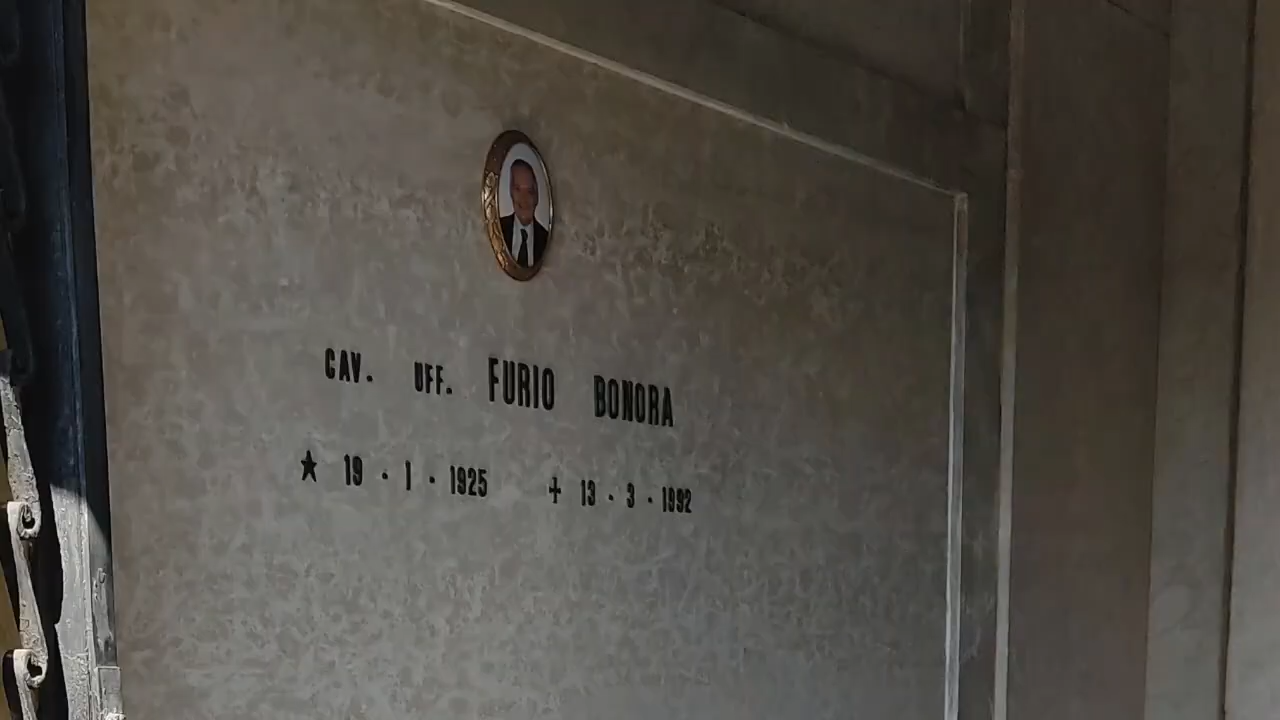 CAV. UFF. FURIO BONORA
★ 19 · 1 · 1925 ✝ 13 · 3 · 1992